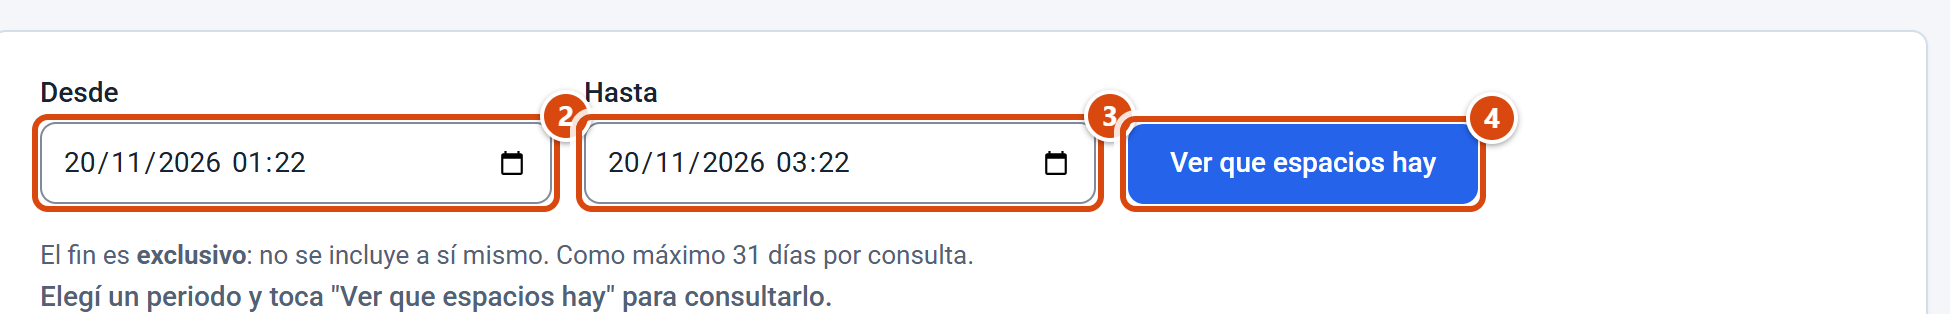 Desde
Hasta
2
3
4
20/11/2026 01:22
20/11/2026 03:22
Ver que espacios hay
El fin es exclusivo: no se incluye a sí mismo. Como máximo 31 días por consulta.
Elegí un periodo y toca "Ver que espacios hay" para consultarlo.